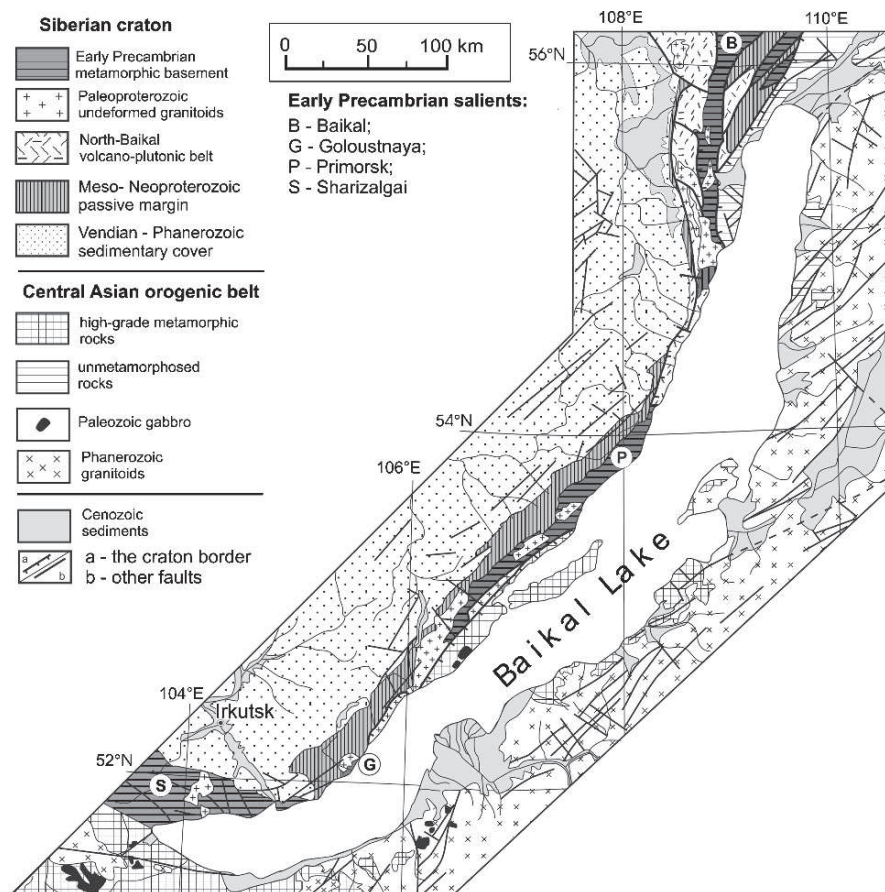 Siberian craton
Early Precambrian
metamorphic basement
Paleoproterozoic
undeformed granitoids
North-Baikal
volcano-plutonic belt
Meso- Neoproterozoic
passive margin
Vendian - Phanerozoic
sedimentary cover
Central Asian orogenic belt
high-grade metamorphic
rocks
unmetamorphosed
rocks
Paleozoic gabbro
Phanerozoic
granitoids
Cenozoic
sediments
a
b
a - the craton border
b - other faults
0 50 100 km
Early Precambrian salients:
B - Baikal;
G - Goloustnaya;
P - Primorsk;
S - Sharizalgai
108°E
110°E
56°N
B
54°N
106°E
P
Baikal Lake
104°E
Irkutsk
52°N
S
G